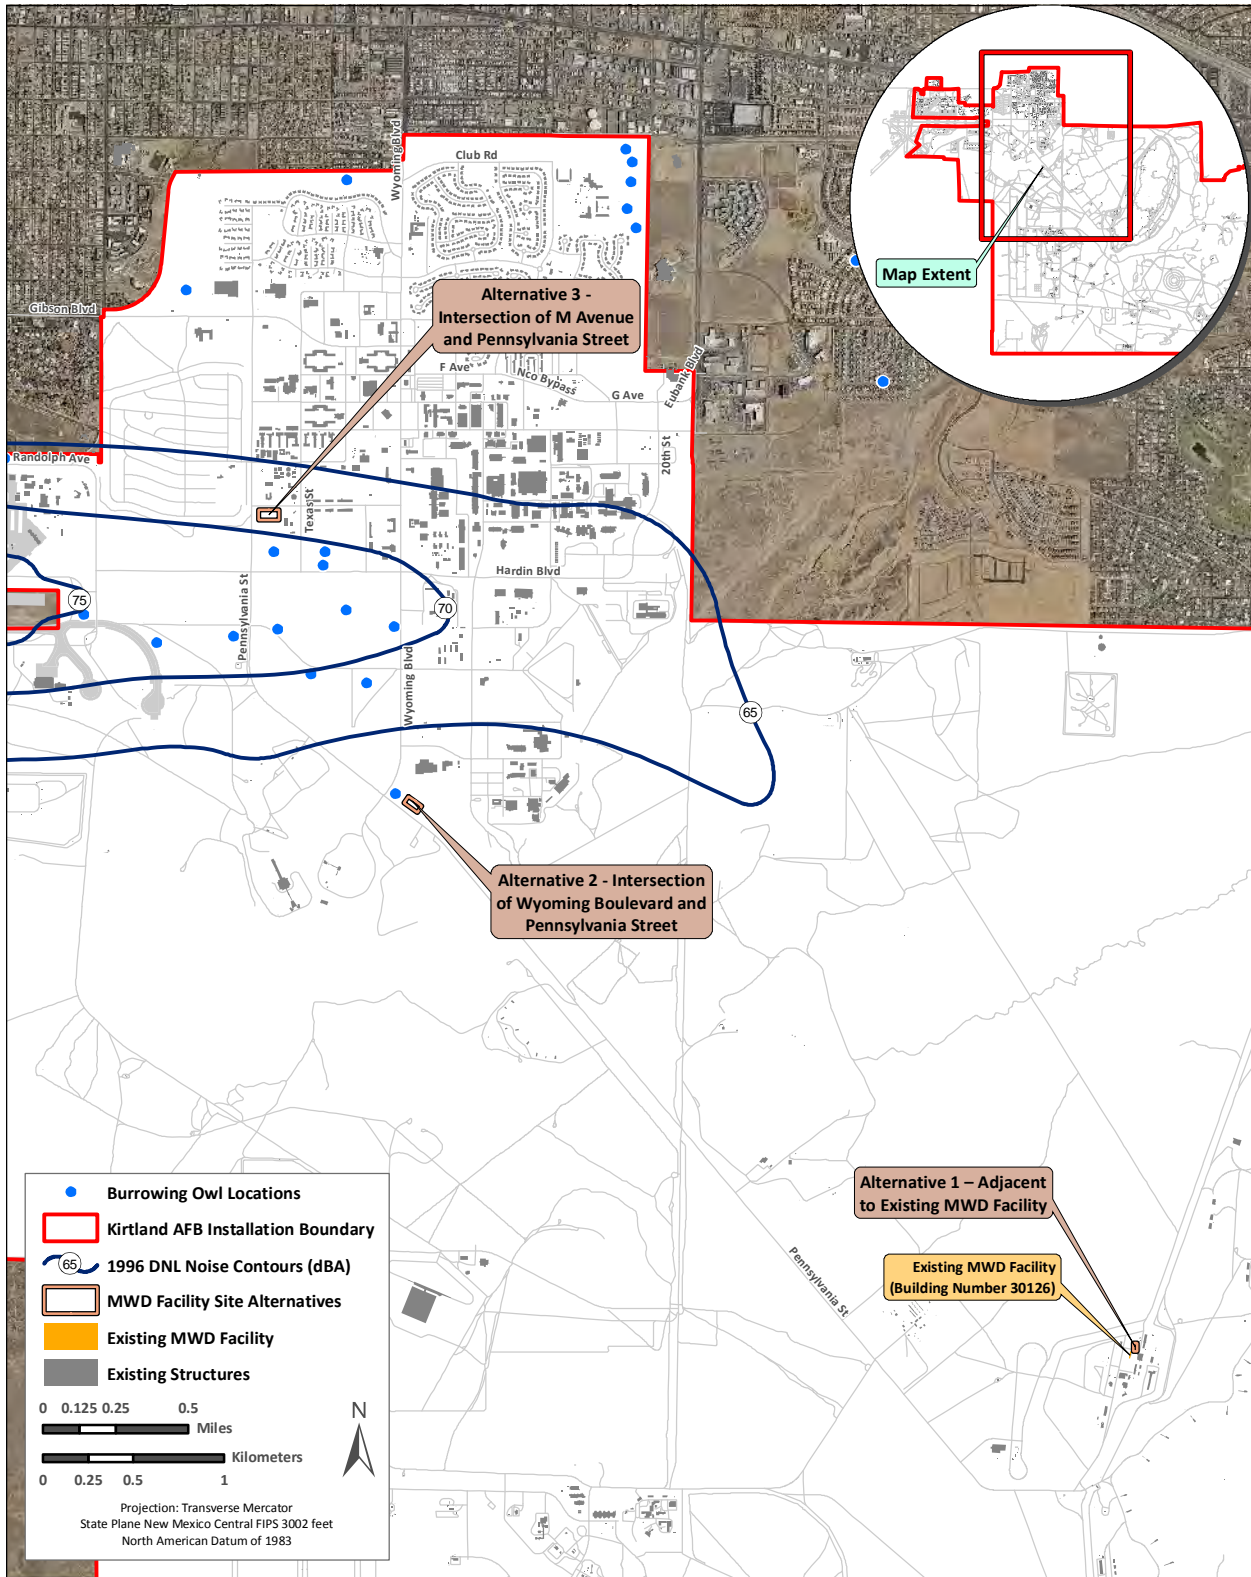 Club Rd
Wyoming Blvd
Map Extent
Gibson Blvd
Alternative 3 -
Intersection of M Avenue
and Pennsylvania Street
F Ave
Nco Bypass
G Ave
Eubank Blvd
Randolph Ave
20th St
Texas St
Hardin Blvd
75
70
Pennsylvania St
Wyoming Blvd
65
Alternative 2 - Intersection
of Wyoming Boulevard and
Pennsylvania Street
Alternative 1 – Adjacent
to Existing MWD Facility
Pennsylvania St
Existing MWD Facility
(Building Number 30126)
Burrowing Owl Locations
Kirtland AFB Installation Boundary
65 1996 DNL Noise Contours (dBA)
MWD Facility Site Alternatives
Existing MWD Facility
Existing Structures
0 0.125 0.25 0.5
Miles
Kilometers
0 0.25 0.5 1
N
Projection: Transverse Mercator
State Plane New Mexico Central FIPS 3002 feet
North American Datum of 1983